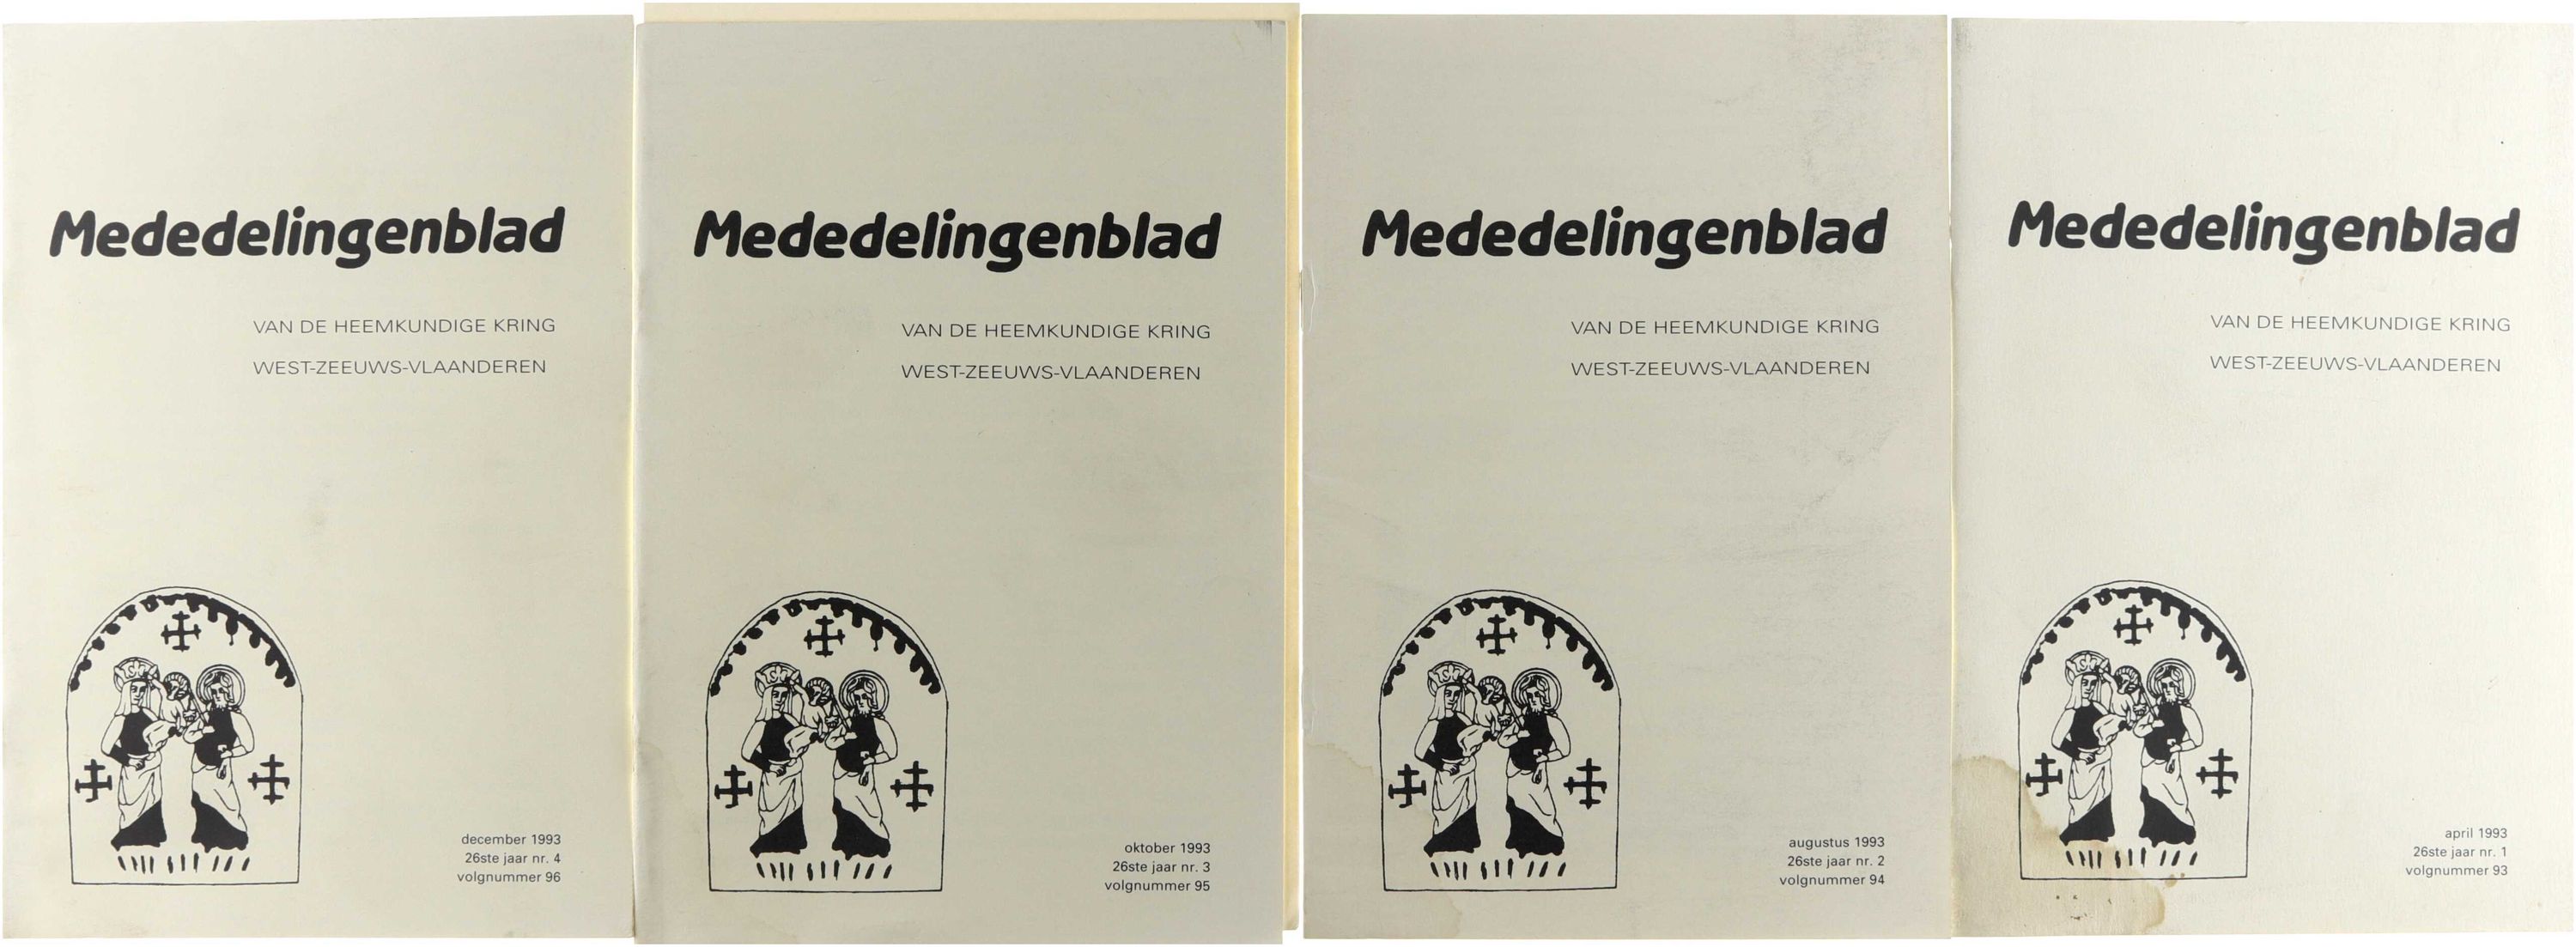 Mededelingenblad
VAN DE HEEMKUNDIGE KRING
WEST-ZEEUWS-VLAANDEREN
december 1993
26ste jaar nr. 4
volgnummer 96
Mededelingenblad
VAN DE HEEMKUNDIGE KRING
WEST-ZEEUWS-VLAANDEREN
oktober 1993
26ste jaar nr. 3
volgnummer 95
Mededelingenblad
VAN DE HEEMKUNDIGE KRING
WEST-ZEEUWS-VLAANDEREN
augustus 1993
26ste jaar nr. 2
volgnummer 94
Mededelingenblad
VAN DE HEEMKUNDIGE KRING
WEST-ZEEUWS-VLAANDEREN
april 1993
26ste jaar nr. 1
volgnummer 93